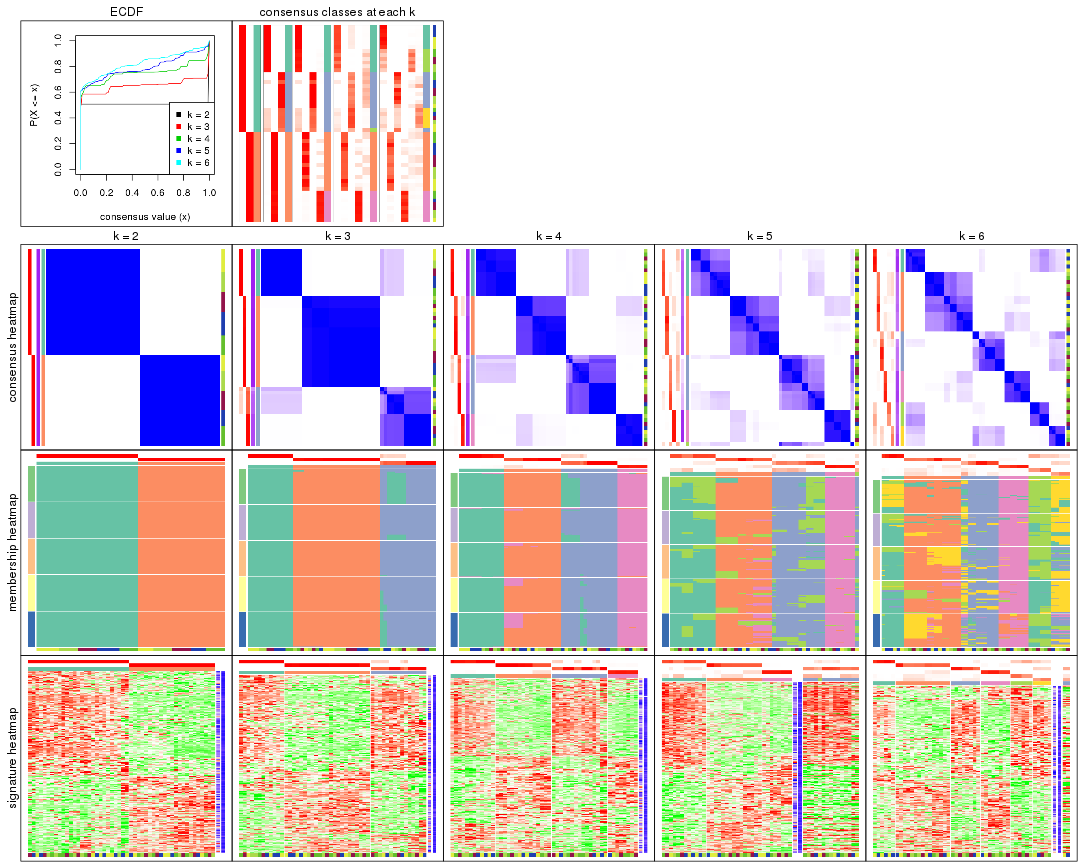 ECDF
consensus classes at each k
P(X <= x)
0.0 0.2 0.4 0.6 0.8 1.0
k = 2
k = 3
k = 4
k = 5
k = 6
0.0 0.2 0.4 0.6 0.8 1.0
consensus value (x)
k = 2
k = 3
k = 4
k = 5
k = 6
consensus heatmap
membership heatmap
signature heatmap